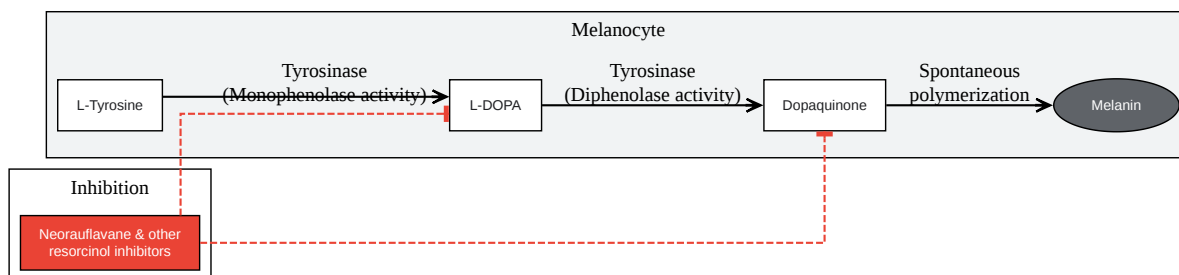 Melanocyte
L-Tyrosine
Tyrosinase
(Monophenolase activity)
L-DOPA
Tyrosinase
(Diphenolase activity)
Dopaquinone
Spontaneous
polymerization
Melanin
Inhibition
Neorauflavane & other
resorcinol inhibitors